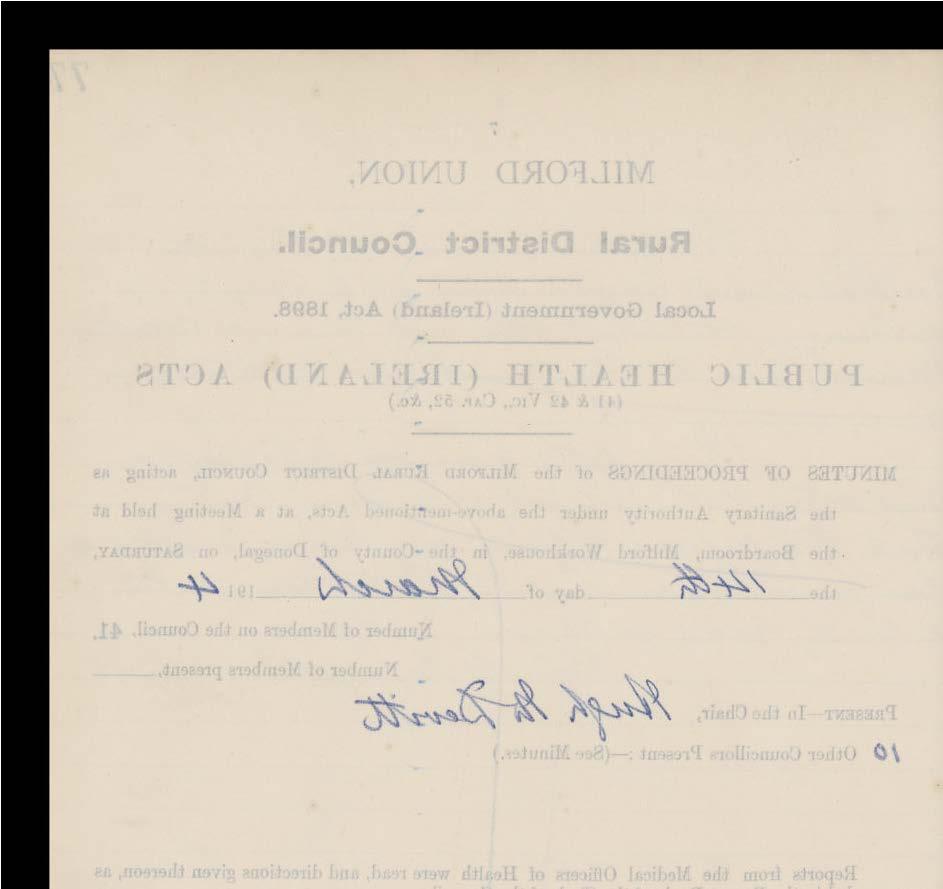 77
MILFORD UNION,
Rural District Council.
Local Government (Ireland) Act, 1898.
PUBLIC HEALTH (IRELAND) ACTS
(41 & 42 VIC., CAP. 52, &c.)
MINUTES OF PROCEEDINGS of the MILFORD RURAL DISTRICT COUNCIL, acting as
the Sanitary Authority under the above-mentioned Acts, at a Meeting held at
the Boardroom, Milford Workhouse, in the County of Donegal, on SATURDAY,
the 14th day of March 1914
Number of Members on the Council, 41.
Number of Members present,
PRESENT—In the Chair, Hugh McDevitt
10 Other Councillors Present :—(See Minutes.)
Reports from the Medical Officers of Health were read, and directions given thereon, as